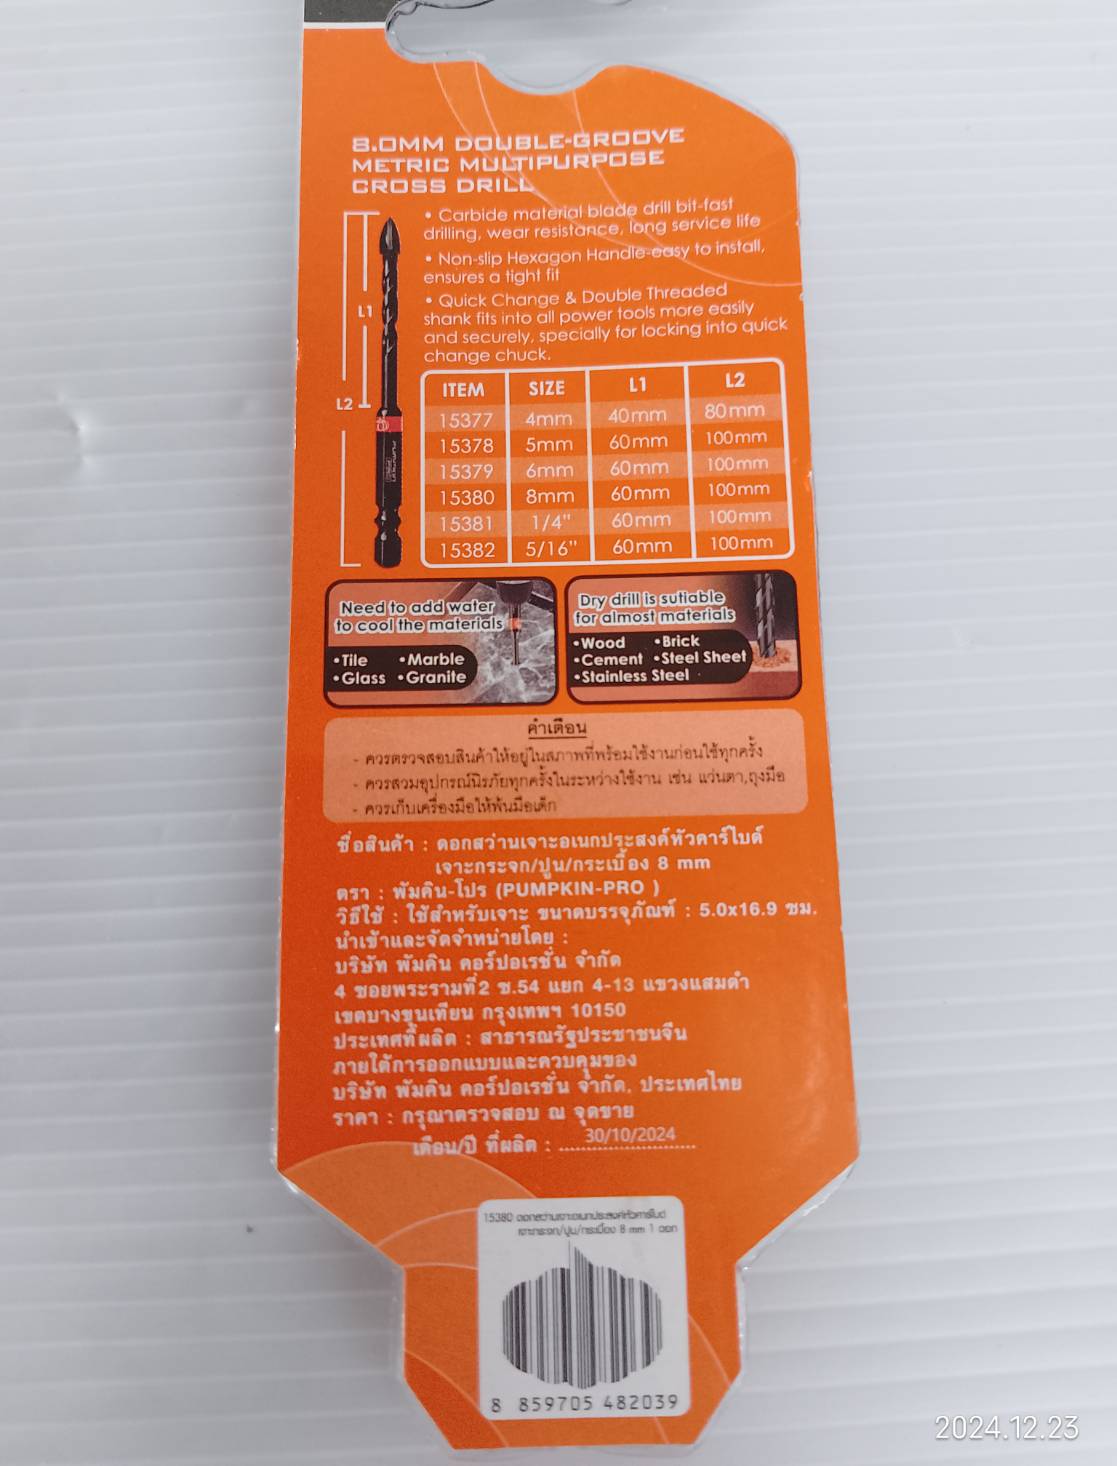 8.0MM DOUBLE-GROOVE
METRIC MULTIPURPOSE
CROSS DRILL
• Carbide material blade drill bit-fast
drilling, wear resistance, long service life
• Non-slip Hexagon Handle-easy to install,
ensures a tight fit
• Quick Change & Double Threaded
shank fits into all power tools more easily
and securely, specially for locking into quick
change chuck.
L1
L2
ITEM SIZE L1 L2
15377 4mm 40mm 80mm
15378 5mm 60mm 100mm
15379 6mm 60mm 100mm
15380 8mm 60mm 100mm
15381 1/4" 60mm 100mm
15382 5/16" 60mm 100mm
Need to add water
to cool the materials
• Tile • Marble
• Glass • Granite
Dry drill is sutiable
for almost materials
• Wood • Brick
• Cement • Steel Sheet
• Stainless Steel
คำเตือน
- ควรตรวจสอบสินค้าให้อยู่ในสภาพที่พร้อมใช้งานก่อนใช้ทุกครั้ง
- ควรสวมอุปกรณ์นิรภัยทุกครั้งในระหว่างใช้งาน เช่น แว่นตา,ถุงมือ
- ควรเก็บเครื่องมือให้พ้นมือเด็ก
ชื่อสินค้า : ดอกสว่านเจาะอเนกประสงค์หัวคาร์ไบด์
เจาะกระจก/ปูน/กระเบื้อง 8 mm
ตรา : พัมคิน-โปร (PUMPKIN-PRO )
วิธีใช้ : ใช้สำหรับเจาะ ขนาดบรรจุภัณฑ์ : 5.0x16.9 ซม.
นำเข้าและจัดจำหน่ายโดย :
บริษัท พัมคิน คอร์ปอเรชั่น จำกัด
4 ซอยพระรามที่2 ซ.54 แยก 4-13 แขวงแสมดำ
เขตบางขุนเทียน กรุงเทพฯ 10150
ประเทศที่ผลิต : สาธารณรัฐประชาชนจีน
ภายใต้การออกแบบและควบคุมของ
บริษัท พัมคิน คอร์ปอเรชั่น จำกัด, ประเทศไทย
ราคา : กรุณาตรวจสอบ ณ จุดขาย
เดือน/ปี ที่ผลิต : 30/10/2024
15380 ดอกสว่านเจาะอเนกประสงค์หัวคาร์ไบด์
เจาะกระจก/ปูน/กระเบื้อง 8 mm 1 ดอก
8 859705 482039
2024.12.23